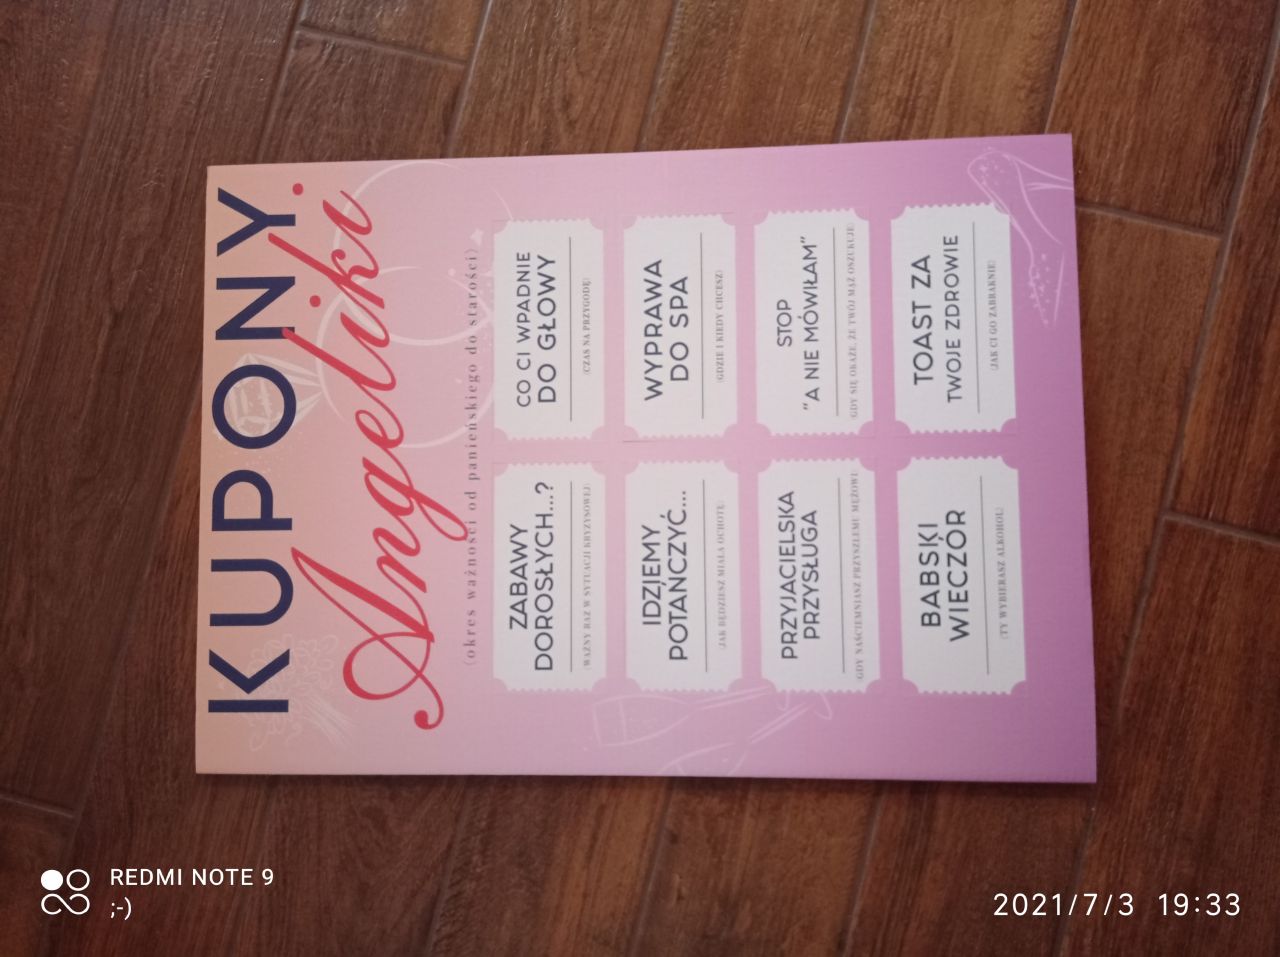 KUPONY.
Angeliki
(okres ważności od panieńskiego do starości)
ZABAWY
DOROSŁYCH...?
(WAŻNY RAZ W SYTUACJI KRYZYSOWEJ)
CO CI WPADNIE
DO GŁOWY
(CZAS NA PRZYGODĘ)
IDZIEMY
POTAŃCZYĆ...
(JAK BĘDZIESZ MIAŁA OCHOTĘ)
WYPRAWA
DO SPA
(GDZIE I KIEDY CHCESZ)
PRZYJACIELSKA
PRZYSŁUGA
(GDY NAŚCIEMNIASZ PRZYSZŁEMU MĘŻOWI)
STOP
"A NIE MÓWIŁAM"
(GDY SIĘ OKAŻE, ŻE TWÓJ MĄŻ OSZUKUJE)
BABSKI
WIECZÓR
(TY WYBIERASZ ALKOHOL)
TOAST ZA
TWOJE ZDROWIE
(JAK CI GO ZABRAKNIE)
REDMI NOTE 9
;-)
2021/7/3 19:33